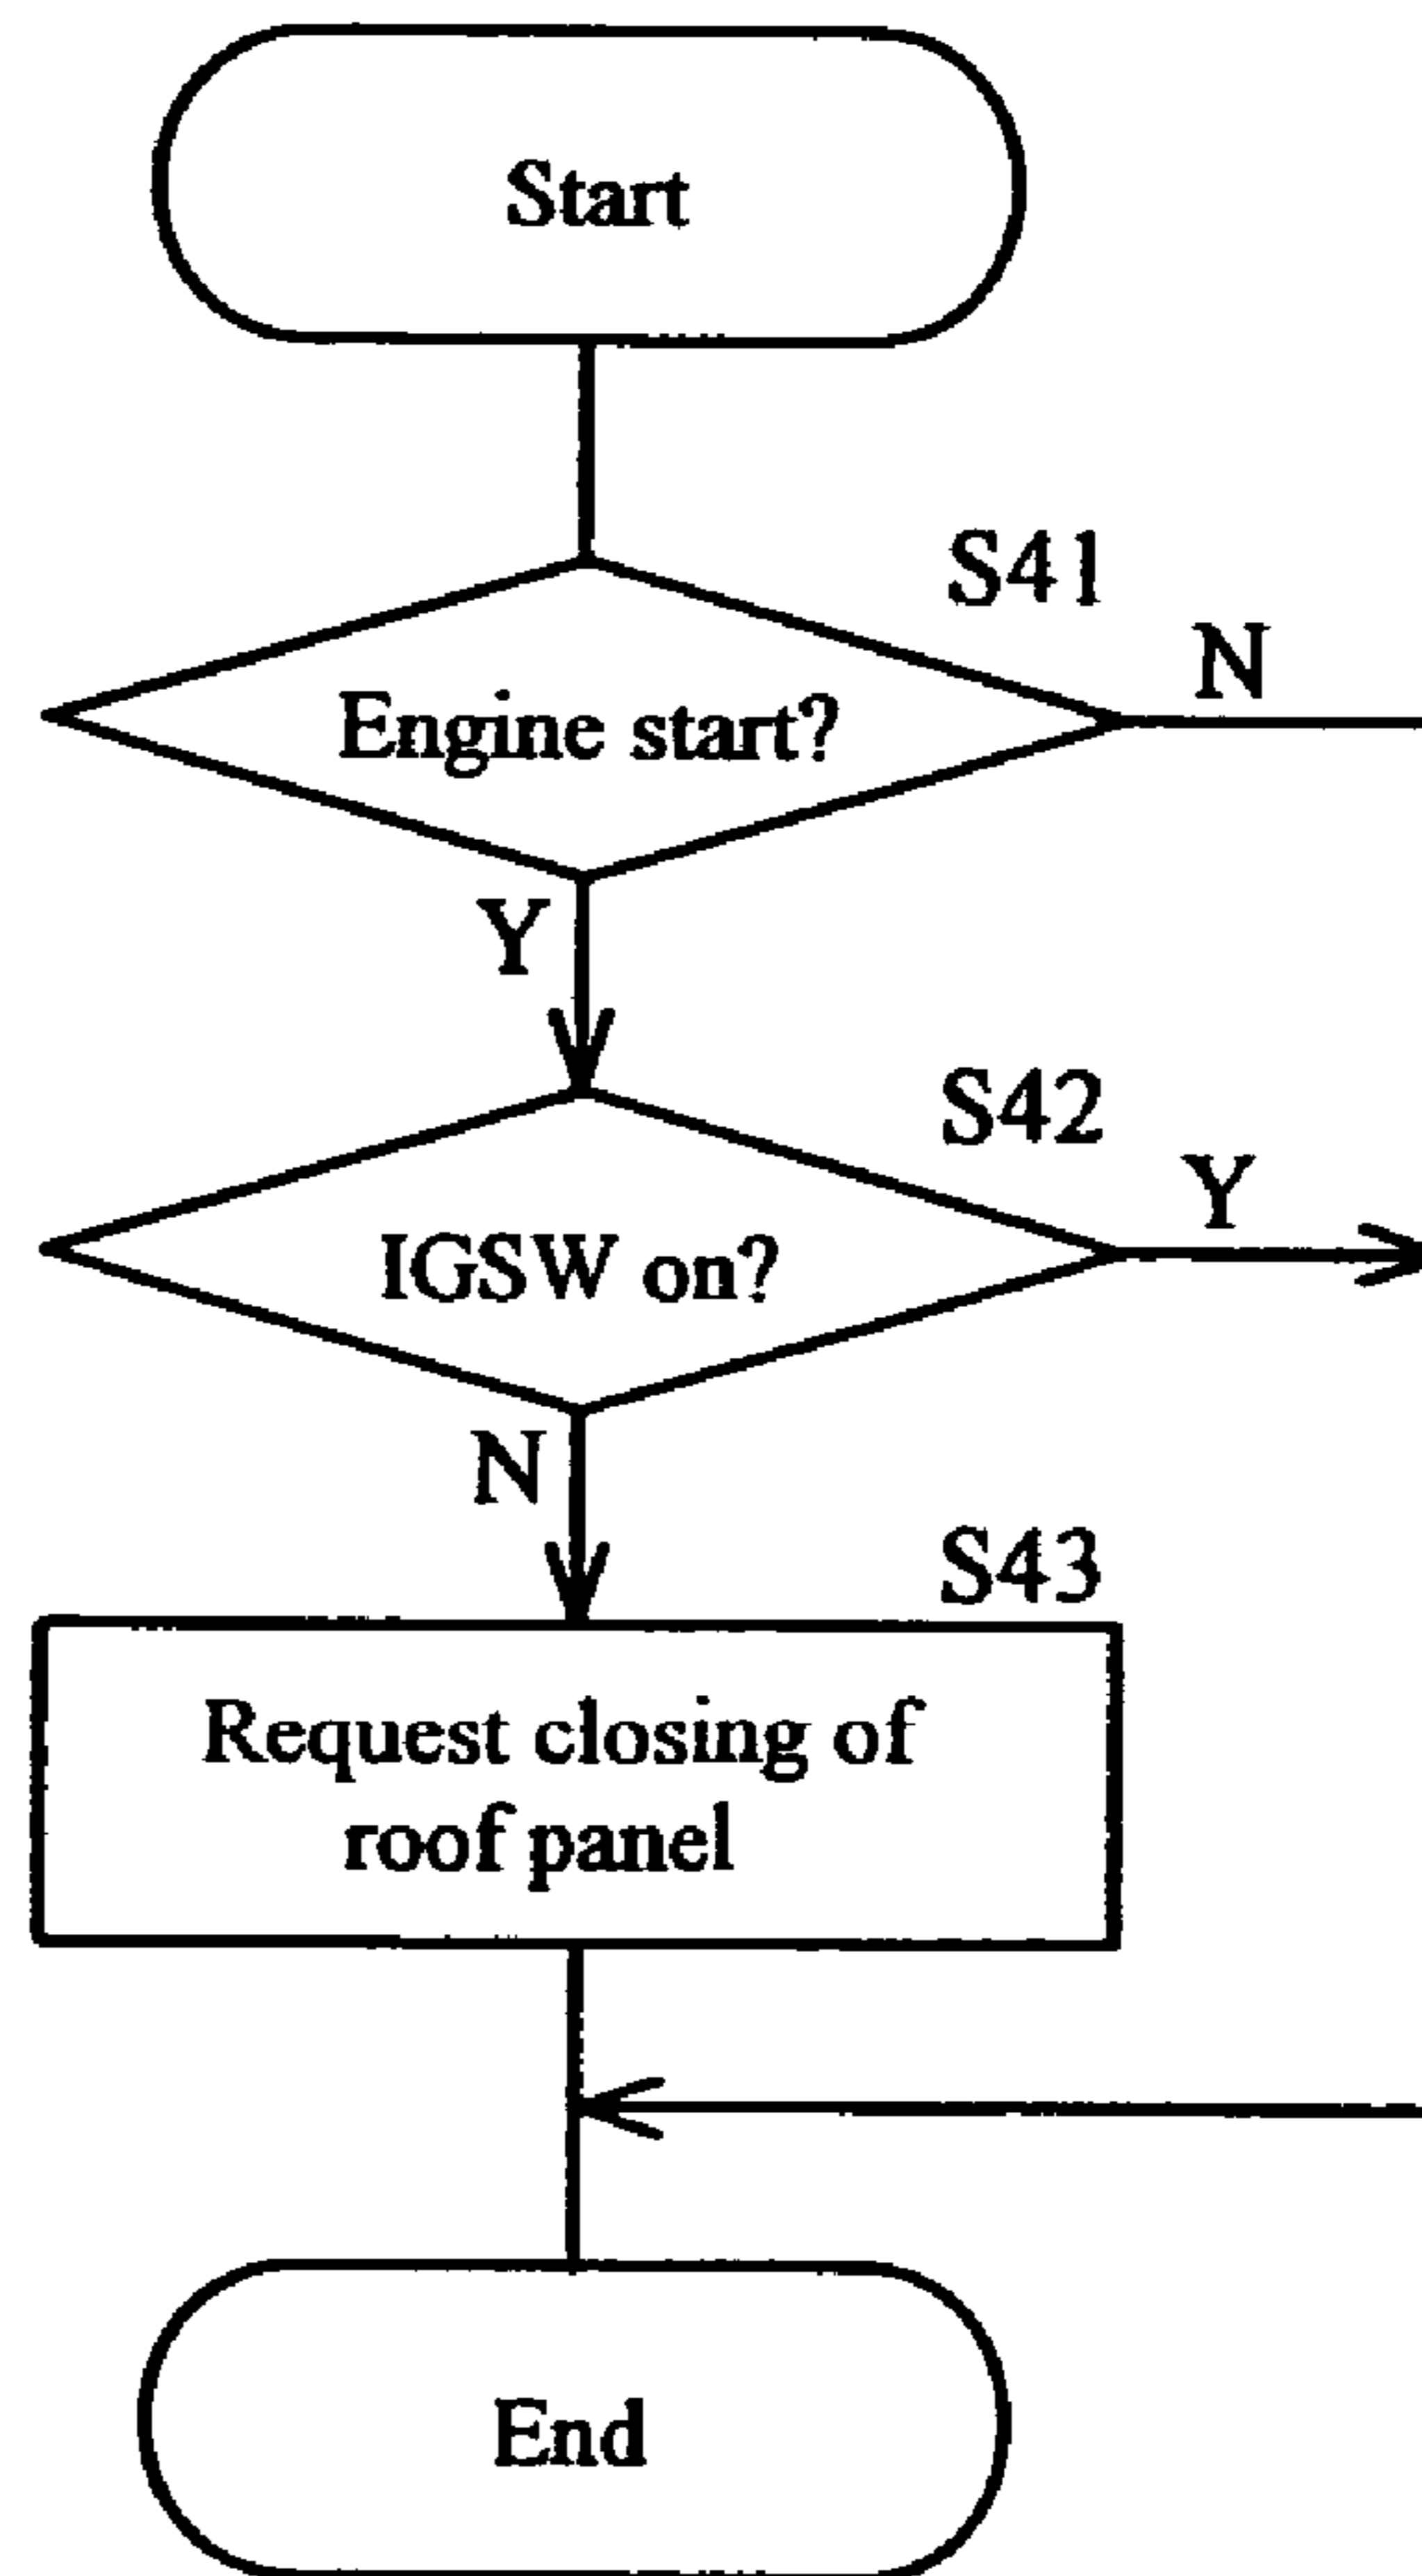 Start
S41
N
Engine start?
Y
S42
Y
IGSW on?
N
S43
Request closing of
roof panel
End